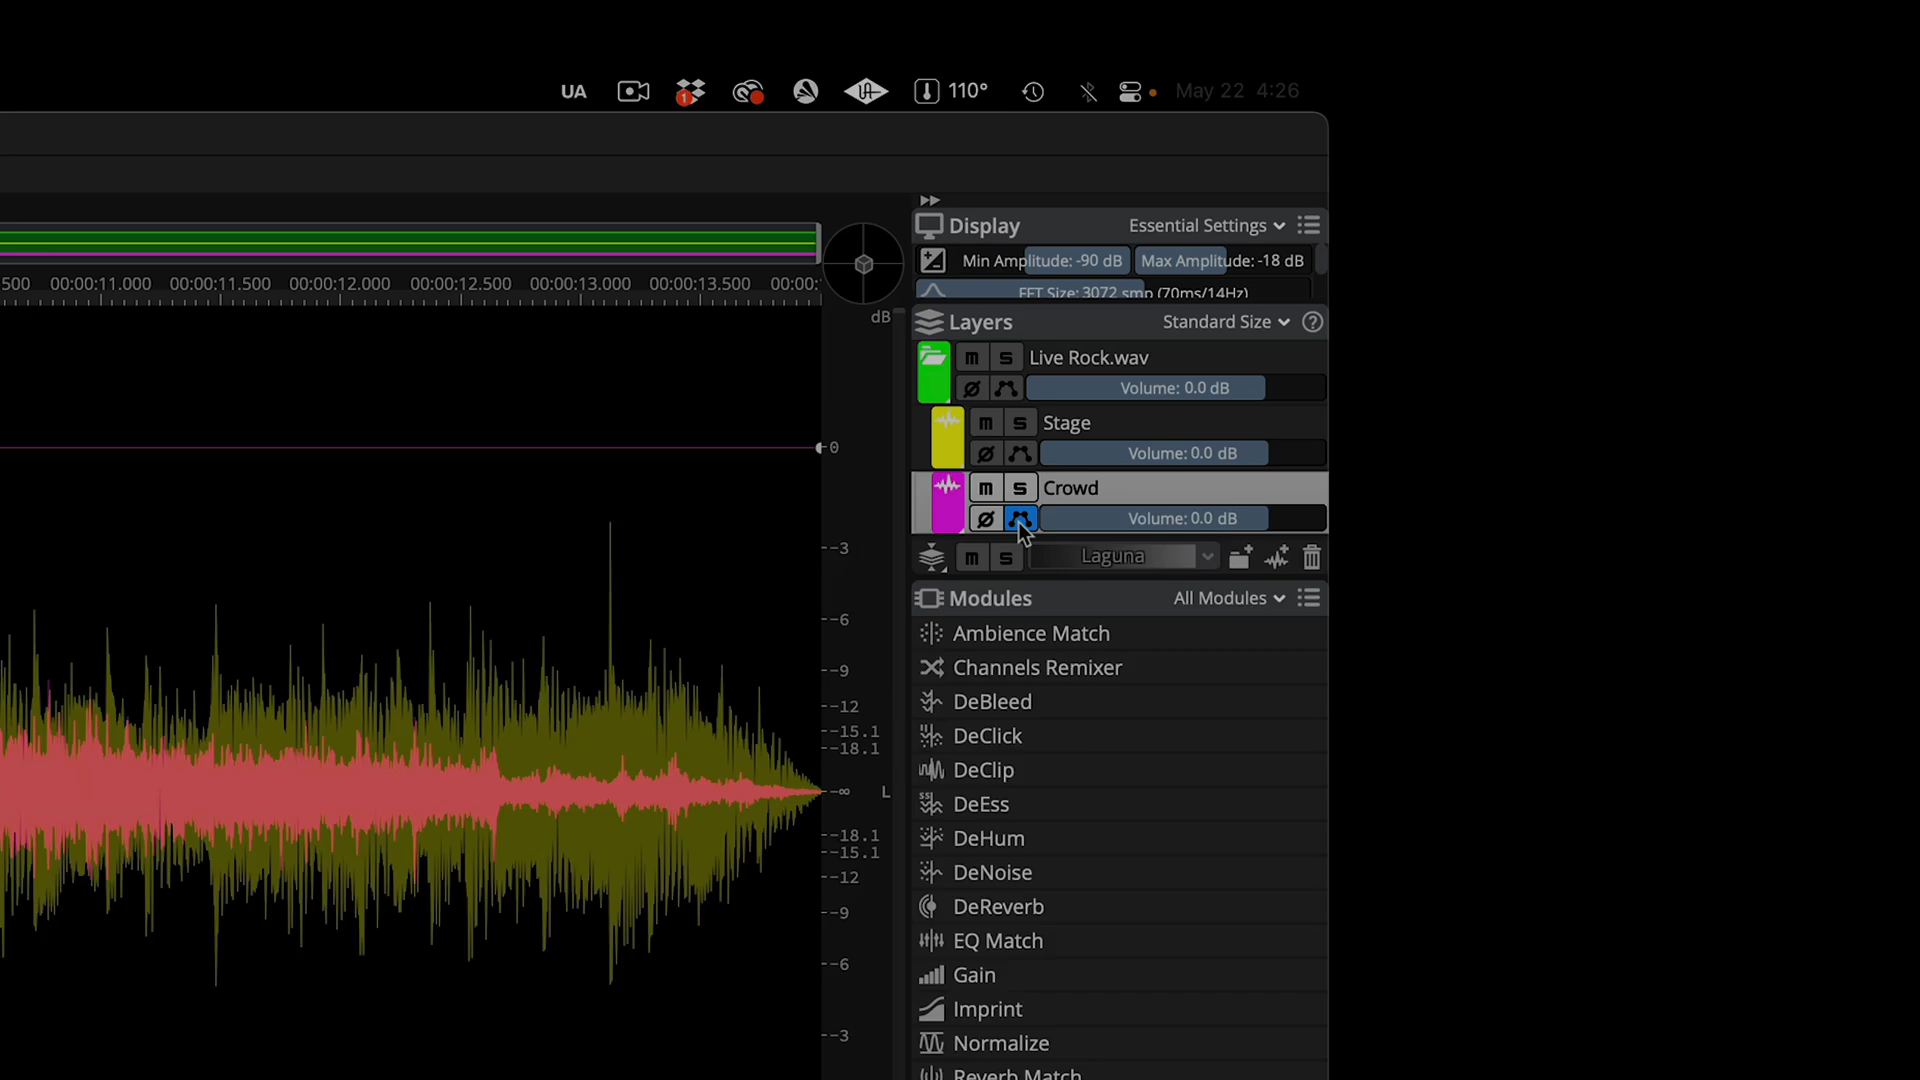 UA 1 UA 110° May 22 4:26
Display Essential Settings
Min Amplitude: -90 dB Max Amplitude: -18 dB
FFT Size: 3072 smp (70ms/14Hz)
500 00:00:11.000 00:00:11.500 00:00:12.000 00:00:12.500 00:00:13.000 00:00:13.500 00:00:
dB
Layers Standard Size ?
m s Live Rock.wav
Volume: 0.0 dB
m s Stage
Volume: 0.0 dB
m s Crowd
Volume: 0.0 dB
m s Laguna
0
-3
-6
-9
-12
-15.1
-18.1
-∞ L
-18.1
-15.1
-12
-9
-6
-3
Modules All Modules
Ambience Match
Channels Remixer
DeBleed
DeClick
DeClip
DeEss
DeHum
DeNoise
DeReverb
EQ Match
Gain
Imprint
Normalize
Reverb Match